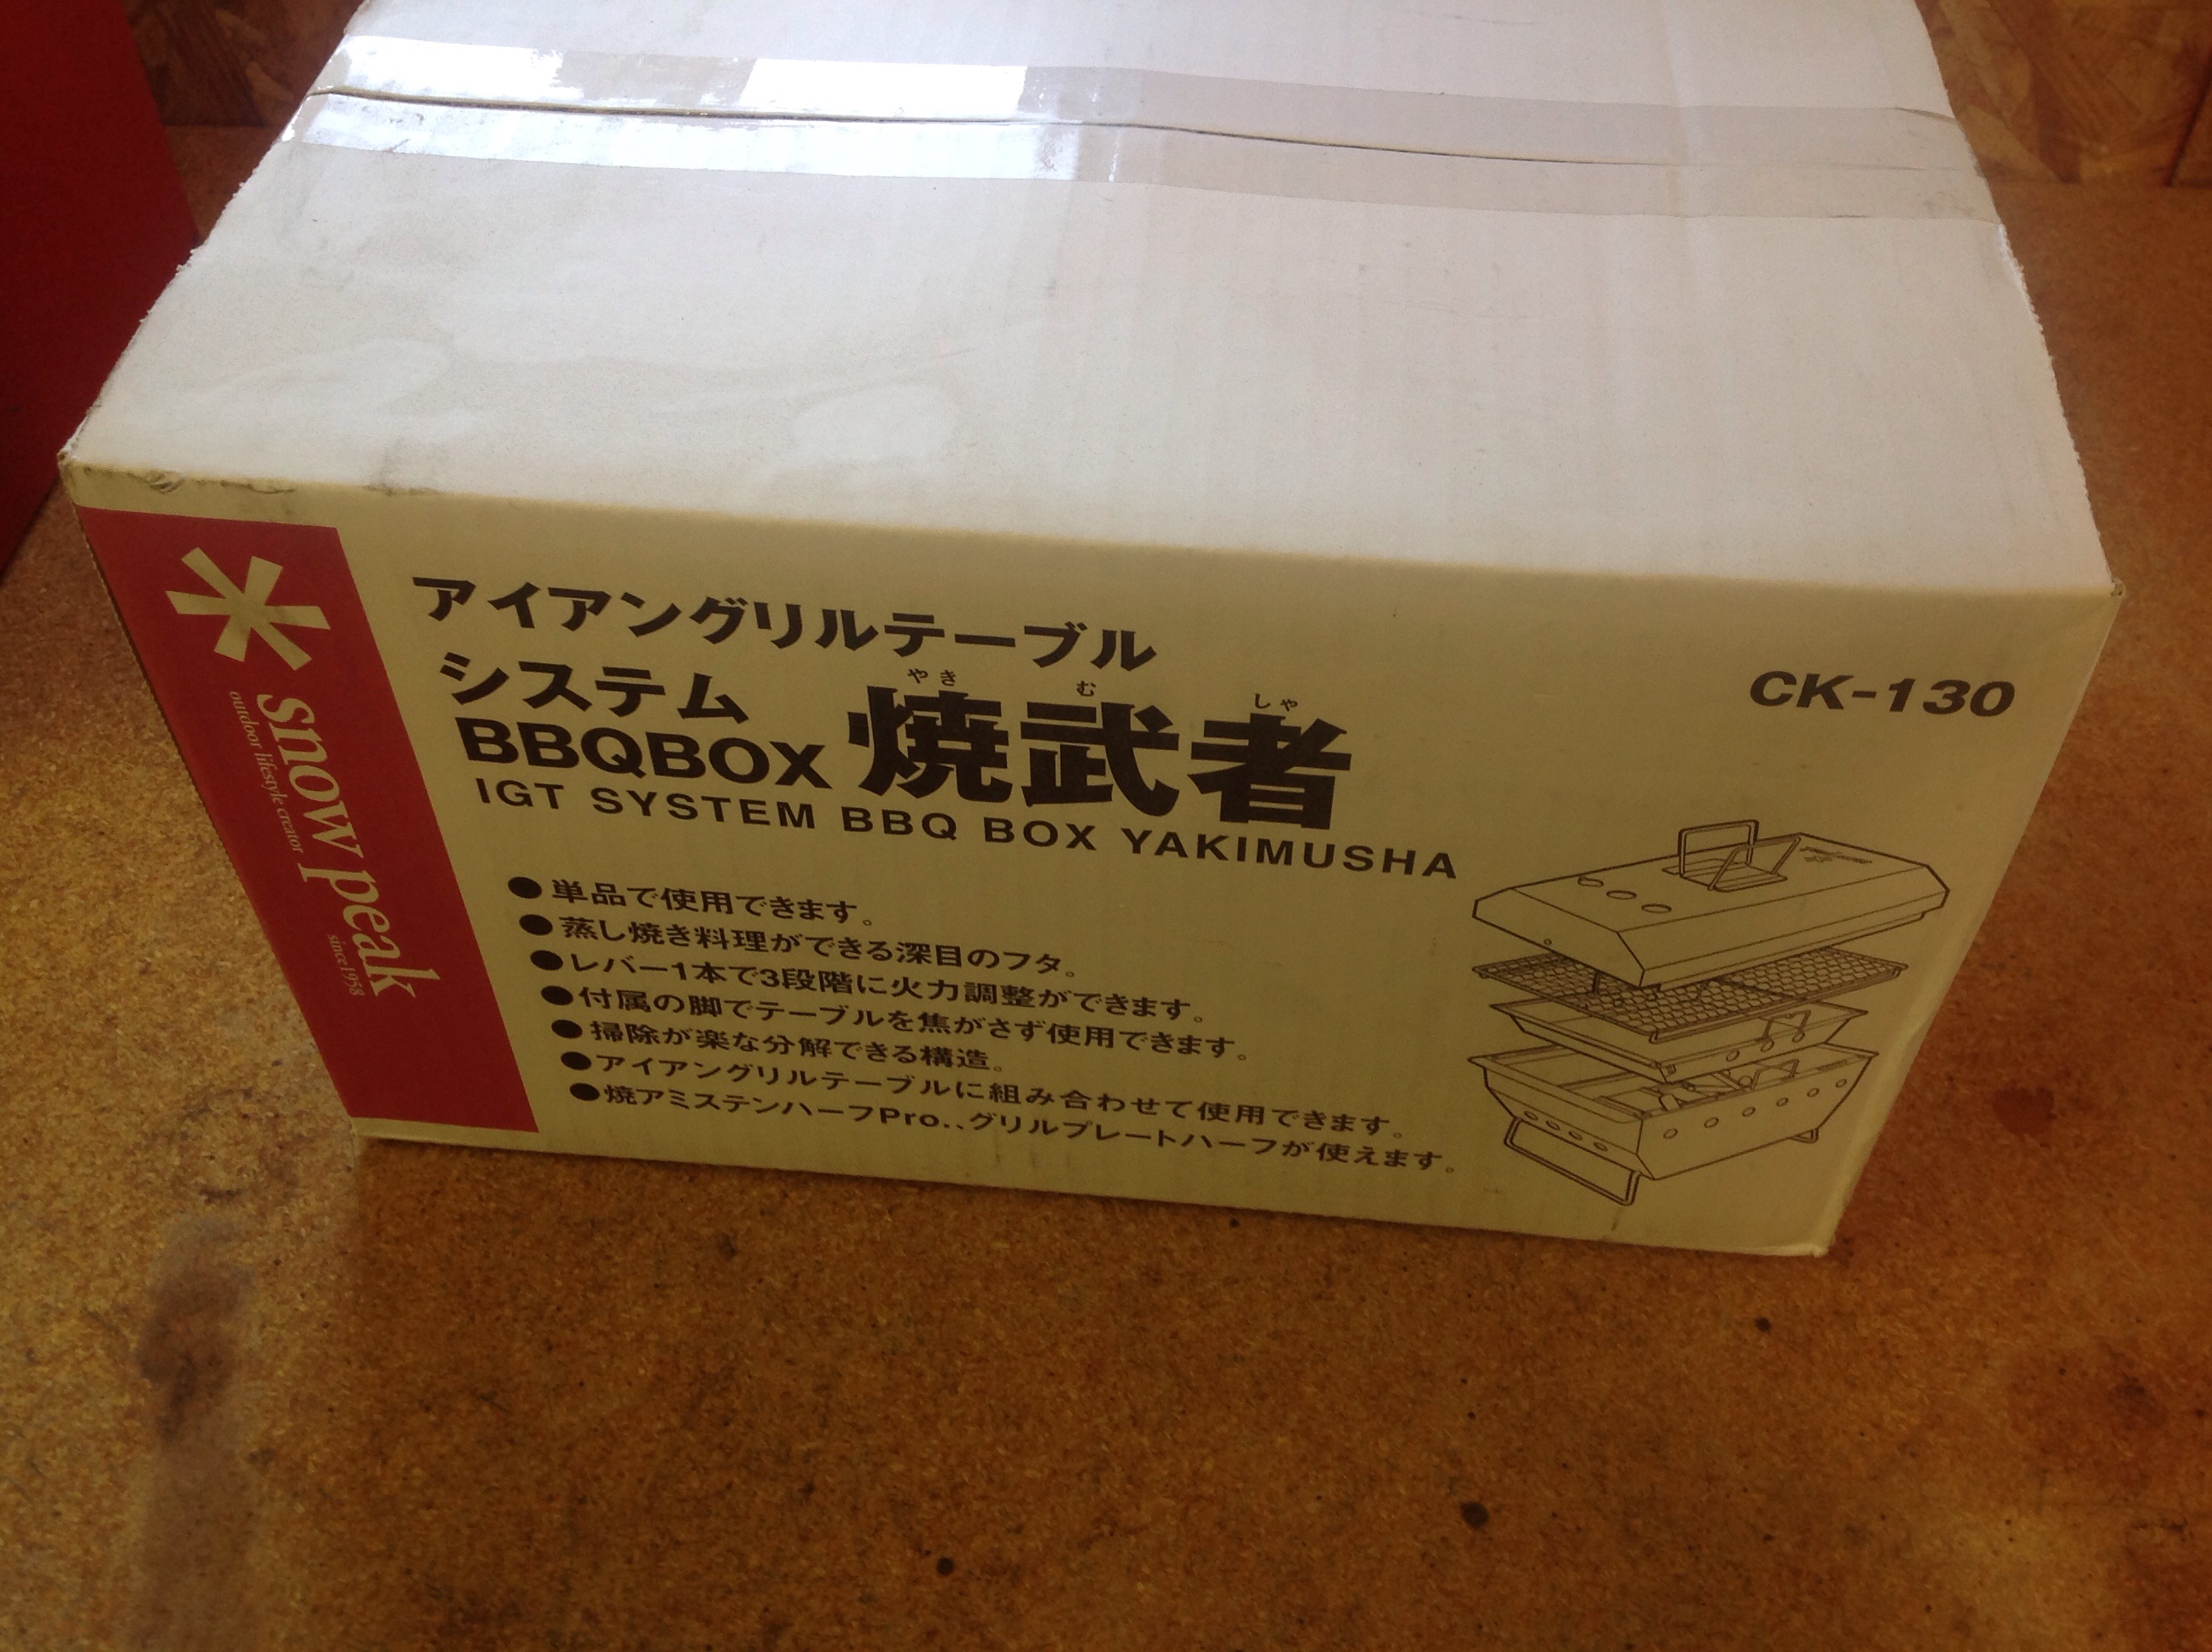 snow peak
outdoor lifestyle creator
since 1958
アイアングリルテーブル
システム
BBQBOX
やき む しゃ
焼武者
IGT SYSTEM BBQ BOX YAKIMUSHA
CK-130
●単品で使用できます。
●蒸し焼き料理ができる深目のフタ。
●レバー1本で3段階に火力調整ができます。
●付属の脚でテーブルを焦がさず使用できます。
●掃除が楽な分解できる構造。
●アイアングリルテーブルに組み合わせて使用できます。
●焼アミステンハーフPro.、グリルプレートハーフが使えます。